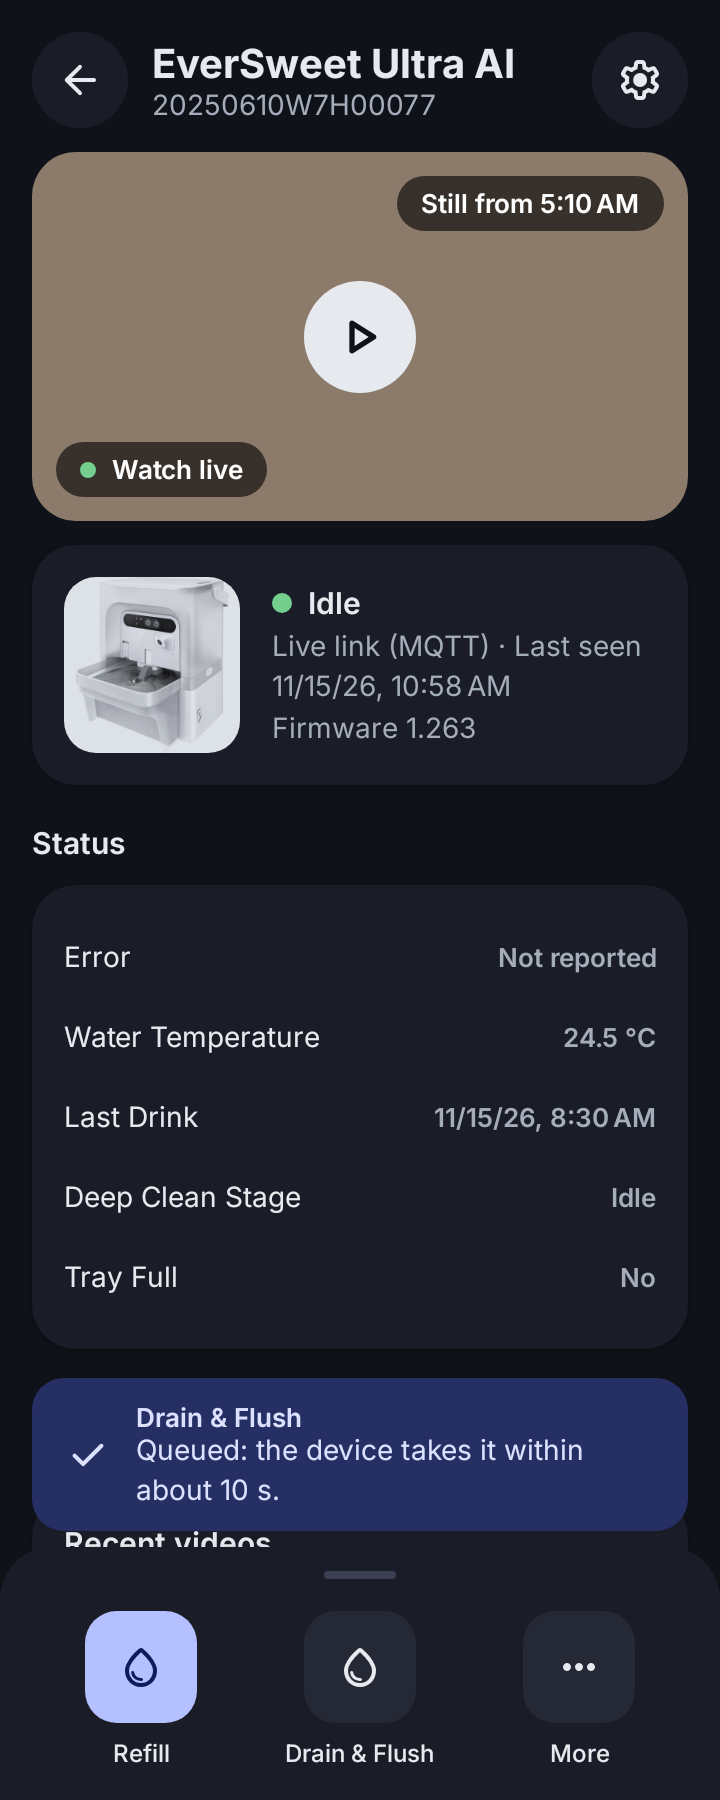 EverSweet Ultra AI
20250610W7H00077
Still from 5:10 AM
Watch live
Idle
Live link (MQTT) · Last seen
11/15/26, 10:58 AM
Firmware 1.263
Status
Error Not reported
Water Temperature 24.5 °C
Last Drink 11/15/26, 8:30 AM
Deep Clean Stage Idle
Tray Full No
Drain & Flush
Queued: the device takes it within
about 10 s.
Recent videos
Refill Drain & Flush More